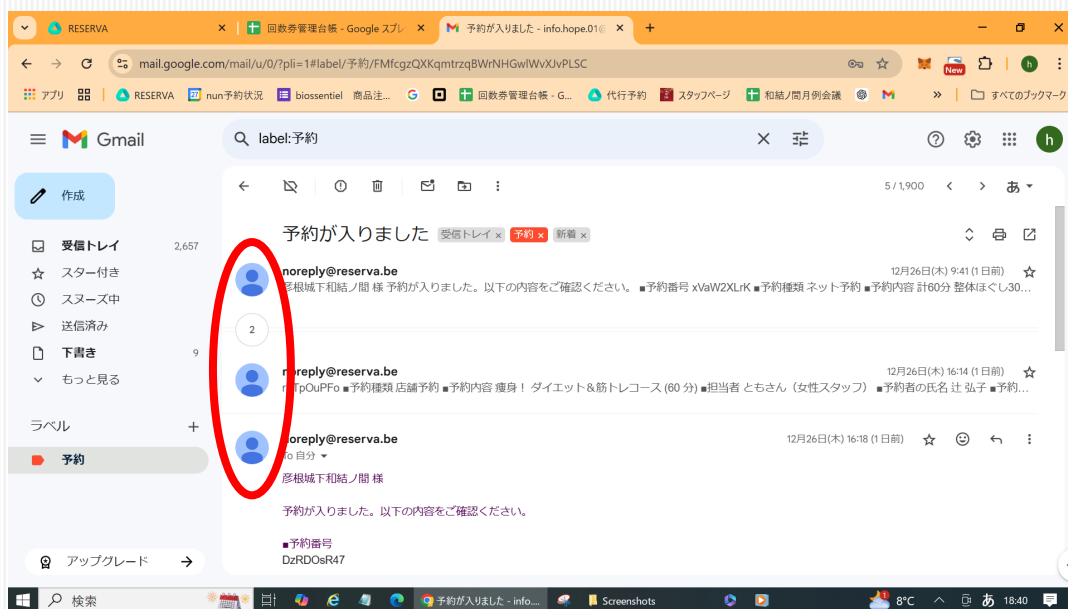 RESERVA
回数券管理台帳 - Google スプレ
予約が入りました - info.hope.01@
mail.google.com/mail/u/0/?pli=1#label/予約/FMfcgzQXKqmtrzqBWrNHGwlWvXJvPLSC
New
h
アプリ
RESERVA
nun予約状況
biossentiel 商品注...
回数券管理台帳 - G...
代行予約
スタッフページ
和結ノ間月例会議
すべてのブックマーク
Gmail
label:予約
h
作成
5 / 1,900
あ
予約が入りました 受信トレイ × 予約 × 新着 ×
受信トレイ 2,657
スター付き
スヌーズ中
送信済み
下書き 9
もっと見る
ラベル
予約
アップグレード
noreply@reserva.be
12月26日(木) 9:41 (1 日前)
彦根城下和結ノ間 様 予約が入りました。以下の内容をご確認ください。 ■予約番号 xVaW2XLrK ■予約種類 ネット予約 ■予約内容 計60分 整体ほぐし30…
2
noreply@reserva.be
12月26日(木) 16:14 (1 日前)
■予約種類 店舗予約 ■予約内容 痩身！ ダイエット＆筋トレコース (60 分) ■担当者 ともさん（女性スタッフ） ■予約者の氏名 辻 弘子 ■予約…
noreply@reserva.be
12月26日(木) 16:18 (1 日前)
To 自分
彦根城下和結ノ間 様
予約が入りました。以下の内容をご確認ください。
■予約番号
DzRDOsR47
検索
予約が入りました - info....
Screenshots
8°C
あ
18:40